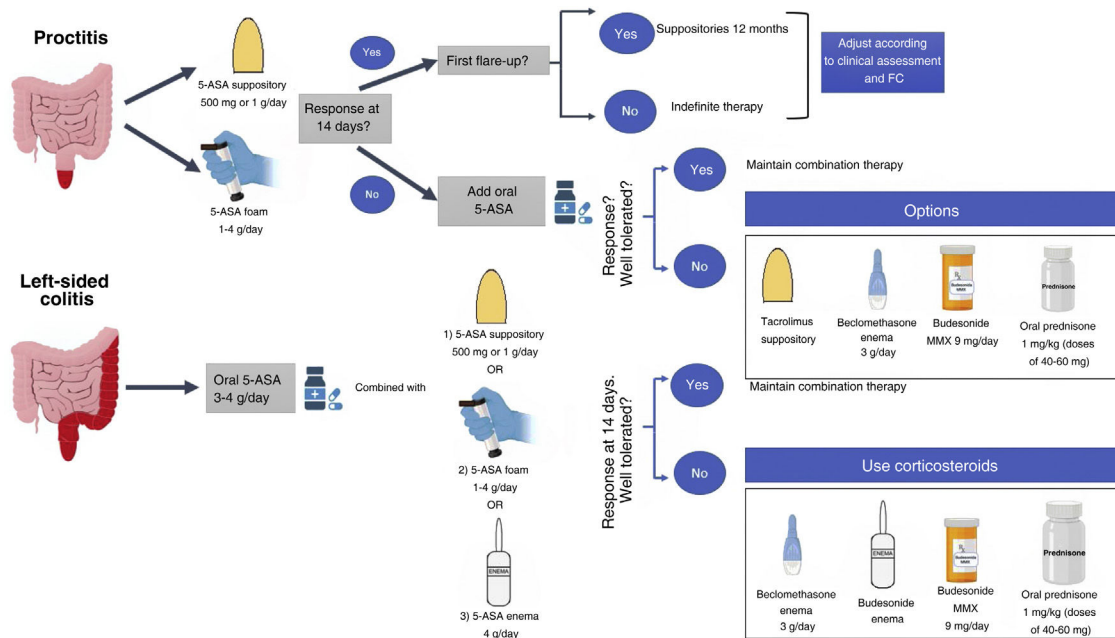 Proctitis
5-ASA suppository
500 mg or 1 g/day
5-ASA foam
1-4 g/day
Response at
14 days?
Yes
No
First flare-up?
Yes
Suppositories 12 months
No
Indefinite therapy
Adjust according
to clinical assessment
and FC
Add oral
5-ASA
Response?
Well tolerated?
Yes
Maintain combination therapy
No
Options
Tacrolimus
suppository
Beclomethasone
enema
3 g/day
Budesonide
MMX
Budesonide
MMX 9 mg/day
Prednisone
Oral prednisone
1 mg/kg (doses
of 40-60 mg)
Left-sided
colitis
Oral 5-ASA
3-4 g/day
Combined with
1) 5-ASA suppository
500 mg or 1 g/day
OR
2) 5-ASA foam
1-4 g/day
OR
ENEMA
3) 5-ASA enema
4 g/day
Response at 14 days.
Well tolerated?
Yes
Maintain combination therapy
No
Use corticosteroids
Beclomethasone
enema
3 g/day
ENEMA
Budesonide
enema
Budesonide
MMX
Budesonide
MMX
9 mg/day
Prednisone
Oral prednisone
1 mg/kg (doses
of 40-60 mg)